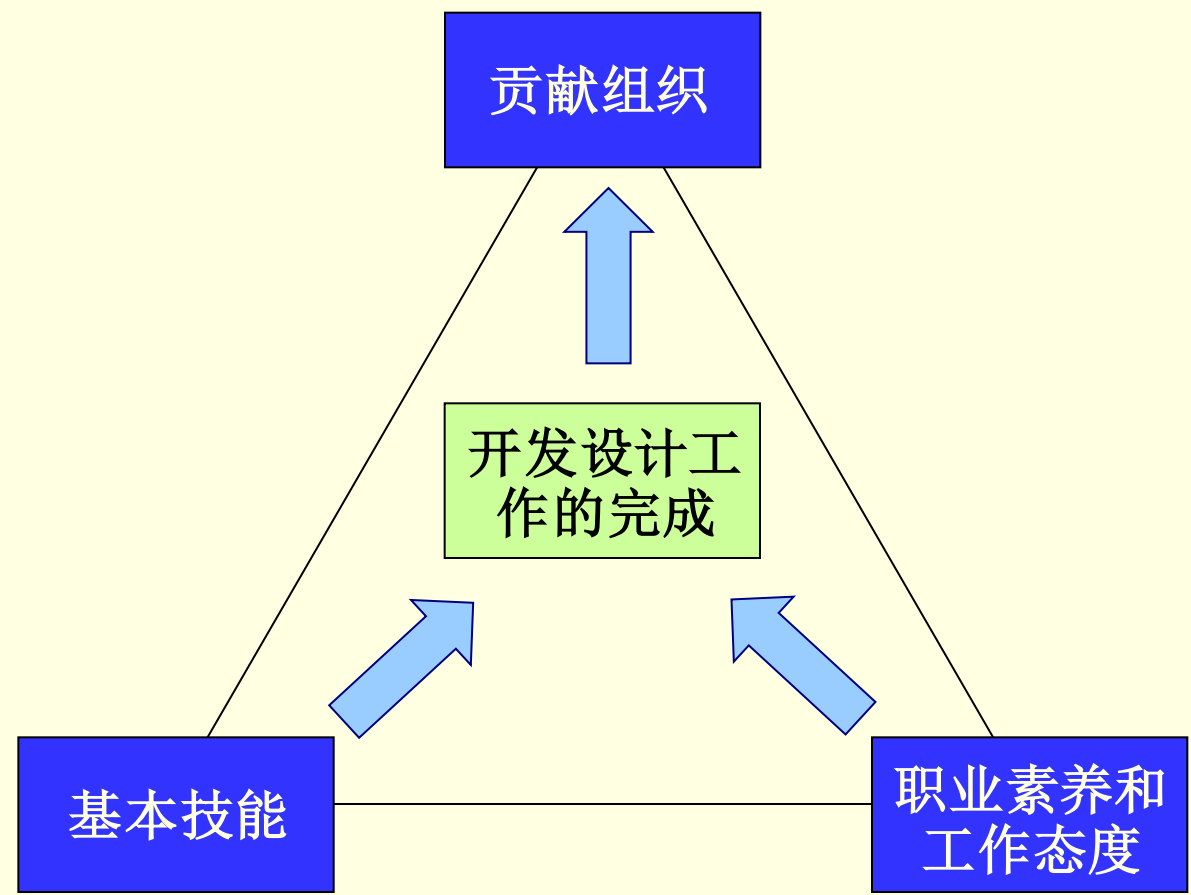 贡献组织
开发设计工
作的完成
基本技能
职业素养和
工作态度